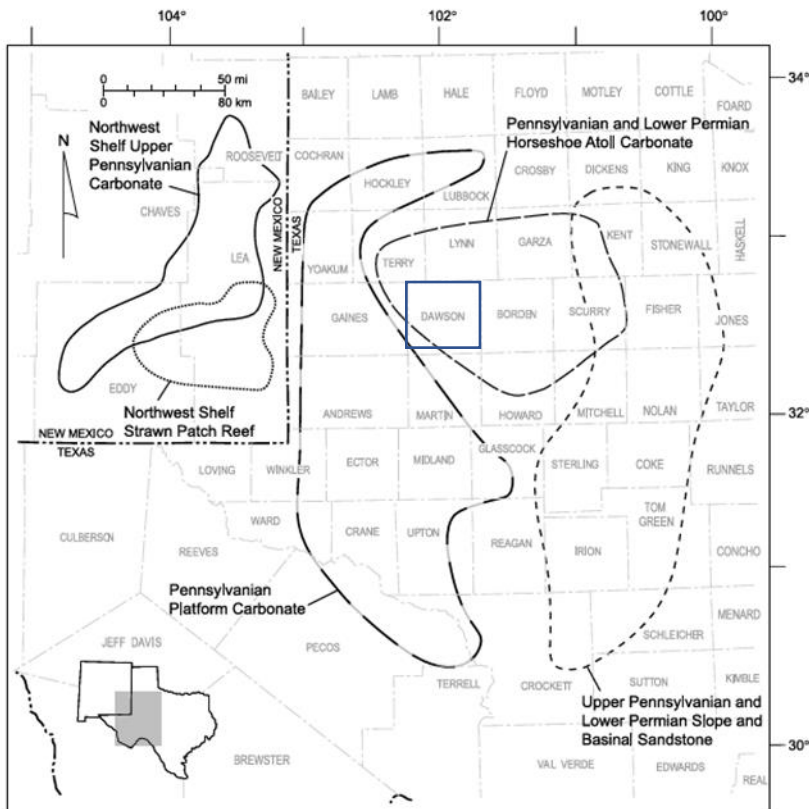 104°
102°
100°
0 50 mi
0 80 km
34°
BAILEY
LAMB
HALE
FLOYD
MOTLEY
COTTLE
FOARD
Northwest
Shelf Upper
Pennsylvanian
Carbonate
N
Pennsylvanian and Lower Permian
Horseshoe Atoll Carbonate
ROOSEVELT
COCHRAN
HOCKLEY
LUBBOCK
CROSBY
DICKENS
KING
KNOX
CHAVES
LEA
NEW MEXICO
TEXAS
YOAKUM
TERRY
LYNN
GARZA
KENT
STONEWALL
HASKELL
GAINES
DAWSON
BORDEN
SCURRY
FISHER
JONES
EDDY
Northwest Shelf
Strawn Patch Reef
ANDREWS
MARTIN
HOWARD
MITCHELL
NOLAN
TAYLOR
32°
NEW MEXICO
TEXAS
LOVING
WINKLER
ECTOR
MIDLAND
GLASSCOCK
STERLING
COKE
RUNNELS
WARD
CRANE
UPTON
REAGAN
IRION
TOM
GREEN
CONCHO
CULBERSON
REEVES
Pennsylvanian
Platform Carbonate
JEFF DAVIS
PECOS
TERRELL
CROCKETT
SCHLEICHER
MENARD
SUTTON
KIMBLE
Upper Pennsylvanian and
Lower Permian Slope and
Basinal Sandstone
BREWSTER
VAL VERDE
EDWARDS
REAL
30°